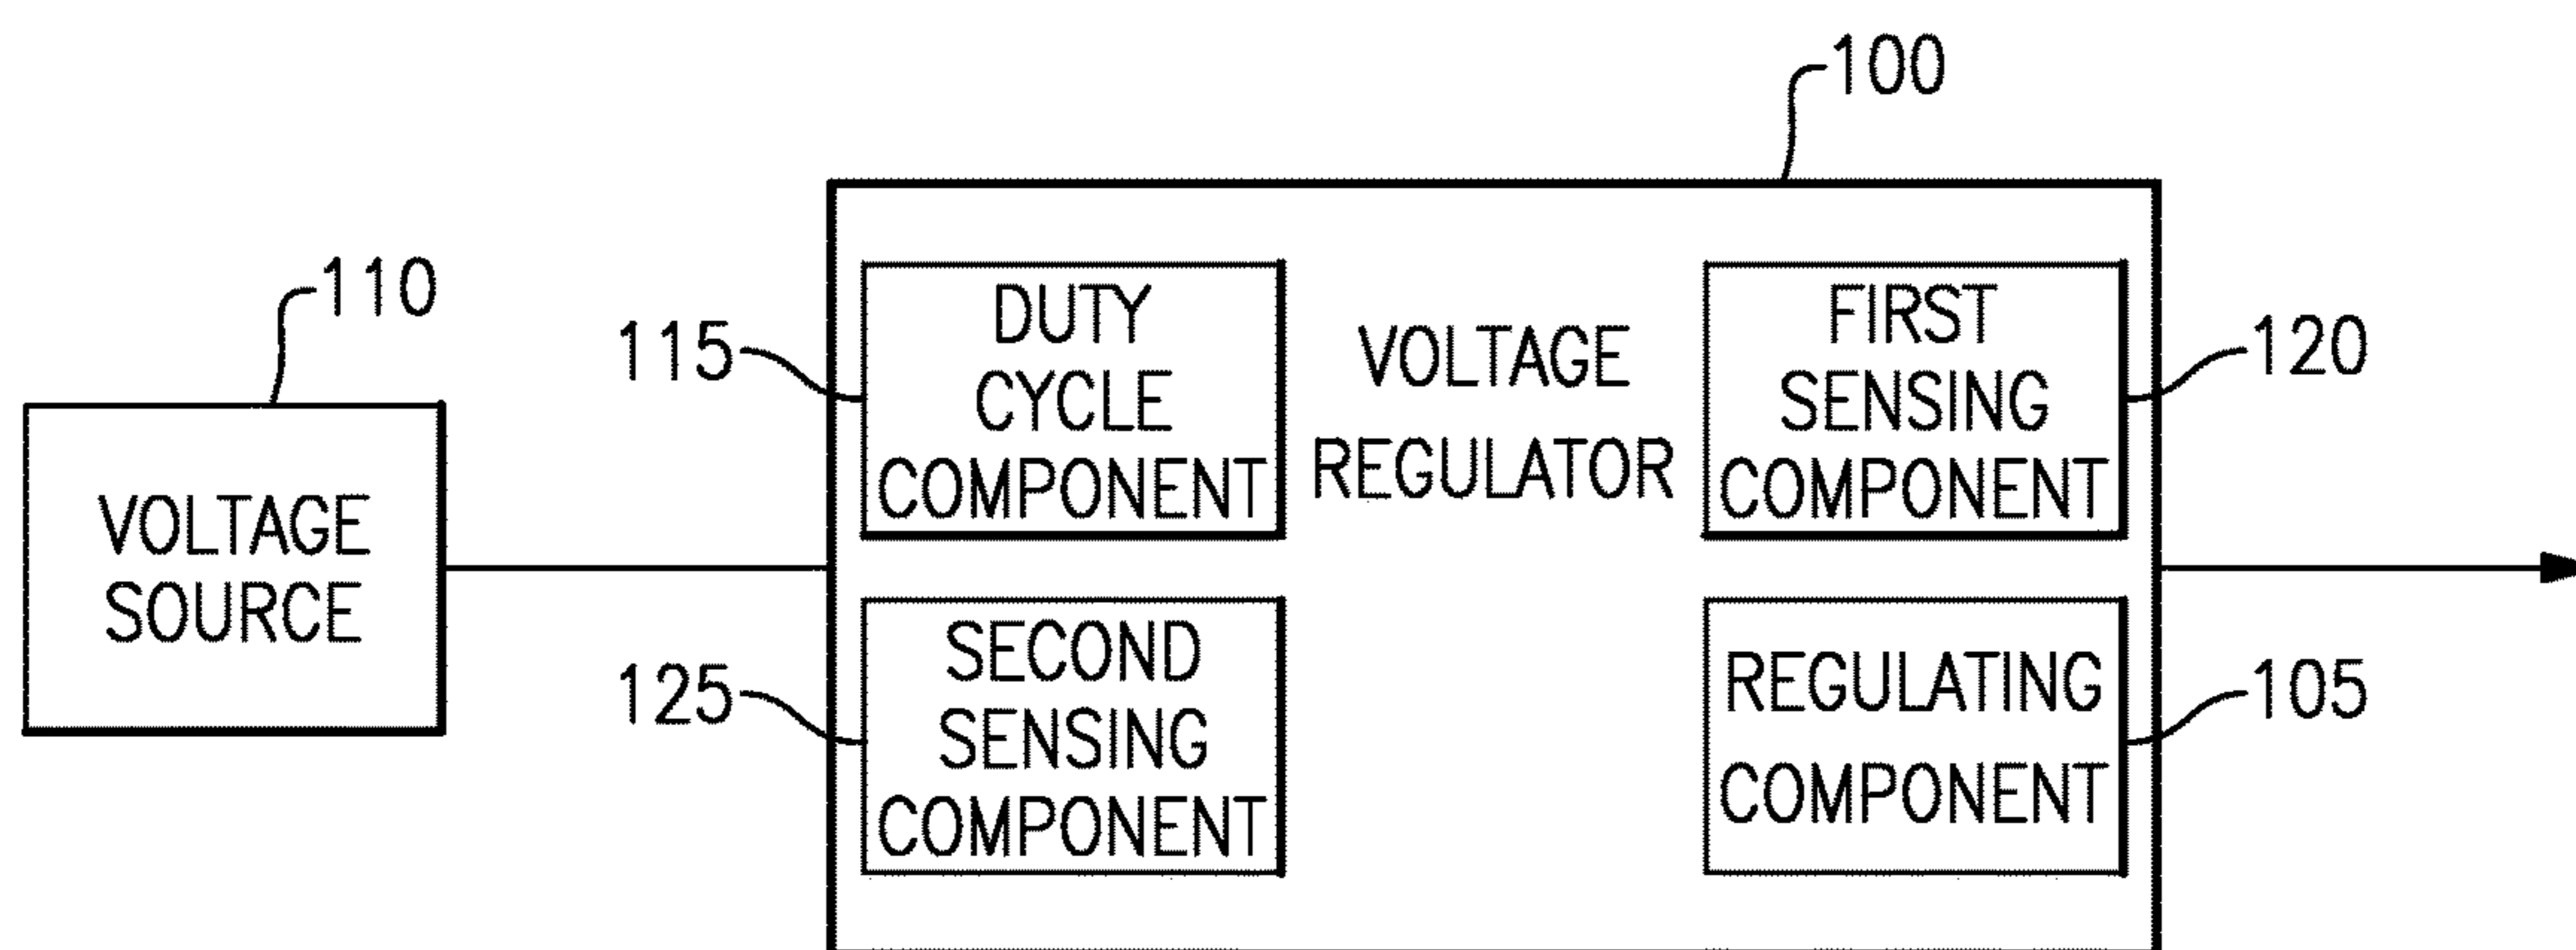 100
110
115
DUTY
CYCLE
COMPONENT
VOLTAGE
REGULATOR
FIRST
SENSING
COMPONENT
120
VOLTAGE
SOURCE
125
SECOND
SENSING
COMPONENT
REGULATING
COMPONENT
105